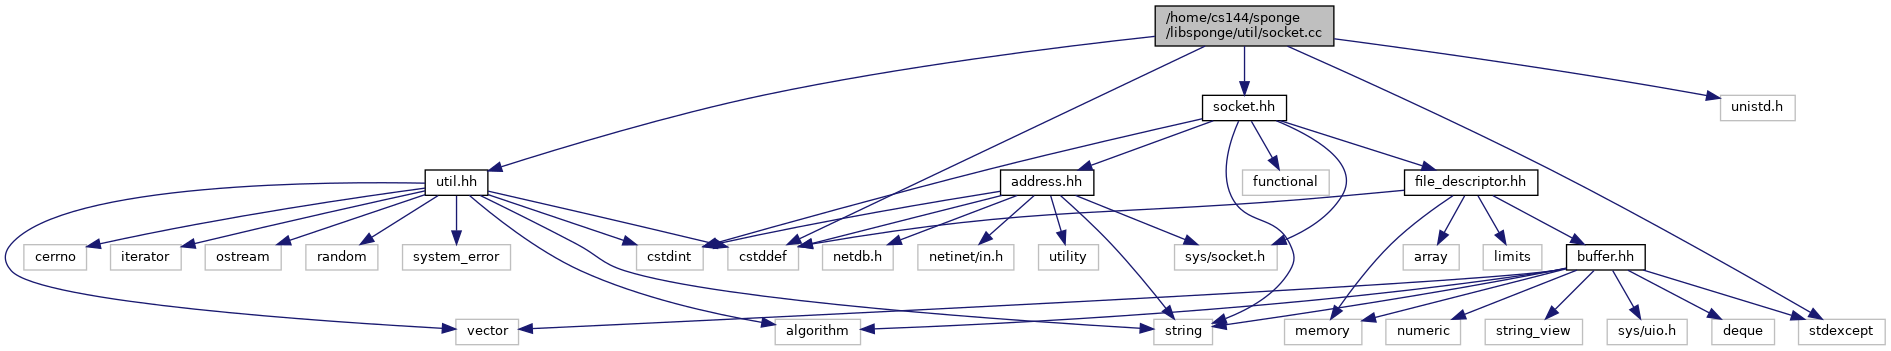 /home/cs144/sponge
/libsponge/util/socket.cc
socket.hh
unistd.h
util.hh
address.hh
functional
file_descriptor.hh
cerrno
iterator
ostream
random
system_error
cstdint
cstddef
netdb.h
netinet/in.h
utility
sys/socket.h
array
limits
buffer.hh
vector
algorithm
string
memory
numeric
string_view
sys/uio.h
deque
stdexcept